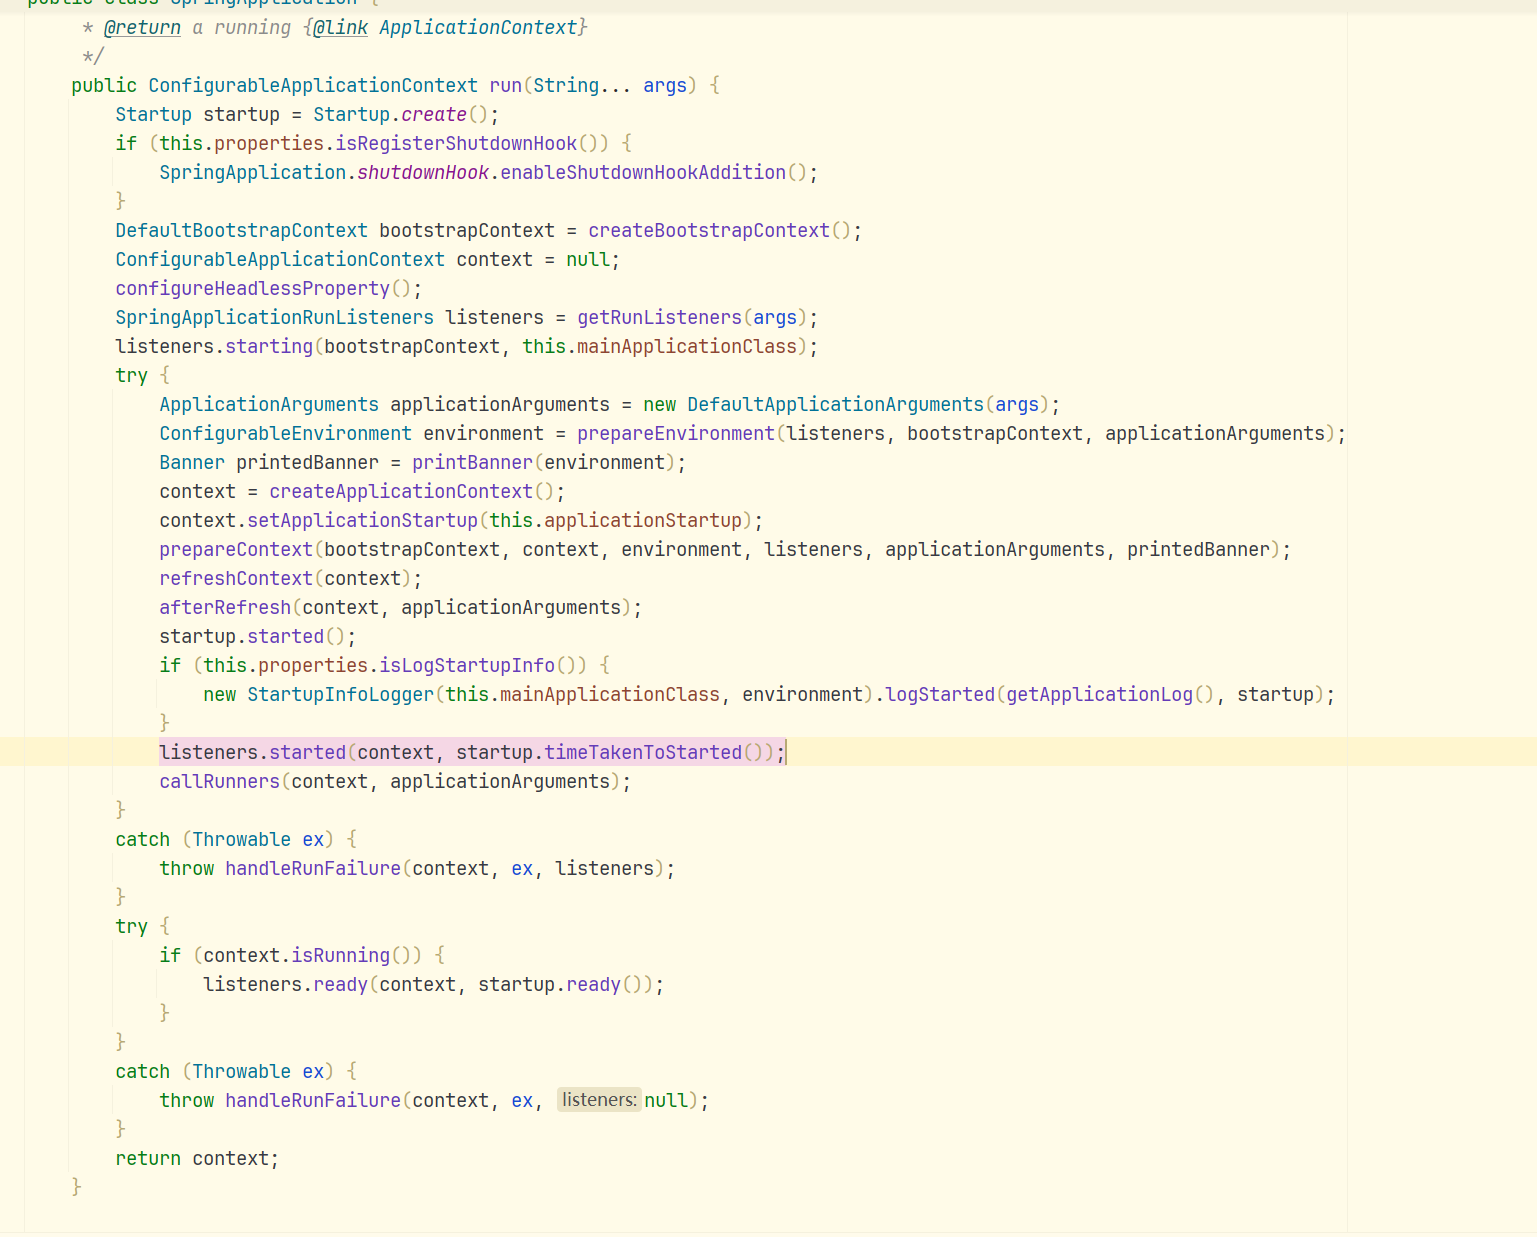 public class SpringApplication {
     * @return a running {@link ApplicationContext}
     */
    public ConfigurableApplicationContext run(String... args) {
        Startup startup = Startup.create();
        if (this.properties.isRegisterShutdownHook()) {
            SpringApplication.shutdownHook.enableShutdownHookAddition();
        }
        DefaultBootstrapContext bootstrapContext = createBootstrapContext();
        ConfigurableApplicationContext context = null;
        configureHeadlessProperty();
        SpringApplicationRunListeners listeners = getRunListeners(args);
        listeners.starting(bootstrapContext, this.mainApplicationClass);
        try {
            ApplicationArguments applicationArguments = new DefaultApplicationArguments(args);
            ConfigurableEnvironment environment = prepareEnvironment(listeners, bootstrapContext, applicationArguments);
            Banner printedBanner = printBanner(environment);
            context = createApplicationContext();
            context.setApplicationStartup(this.applicationStartup);
            prepareContext(bootstrapContext, context, environment, listeners, applicationArguments, printedBanner);
            refreshContext(context);
            afterRefresh(context, applicationArguments);
            startup.started();
            if (this.properties.isLogStartupInfo()) {
                new StartupInfoLogger(this.mainApplicationClass, environment).logStarted(getApplicationLog(), startup);
            }
            listeners.started(context, startup.timeTakenToStarted());
            callRunners(context, applicationArguments);
        }
        catch (Throwable ex) {
            throw handleRunFailure(context, ex, listeners);
        }
        try {
            if (context.isRunning()) {
                listeners.ready(context, startup.ready());
            }
        }
        catch (Throwable ex) {
            throw handleRunFailure(context, ex, listeners: null);
        }
        return context;
    }